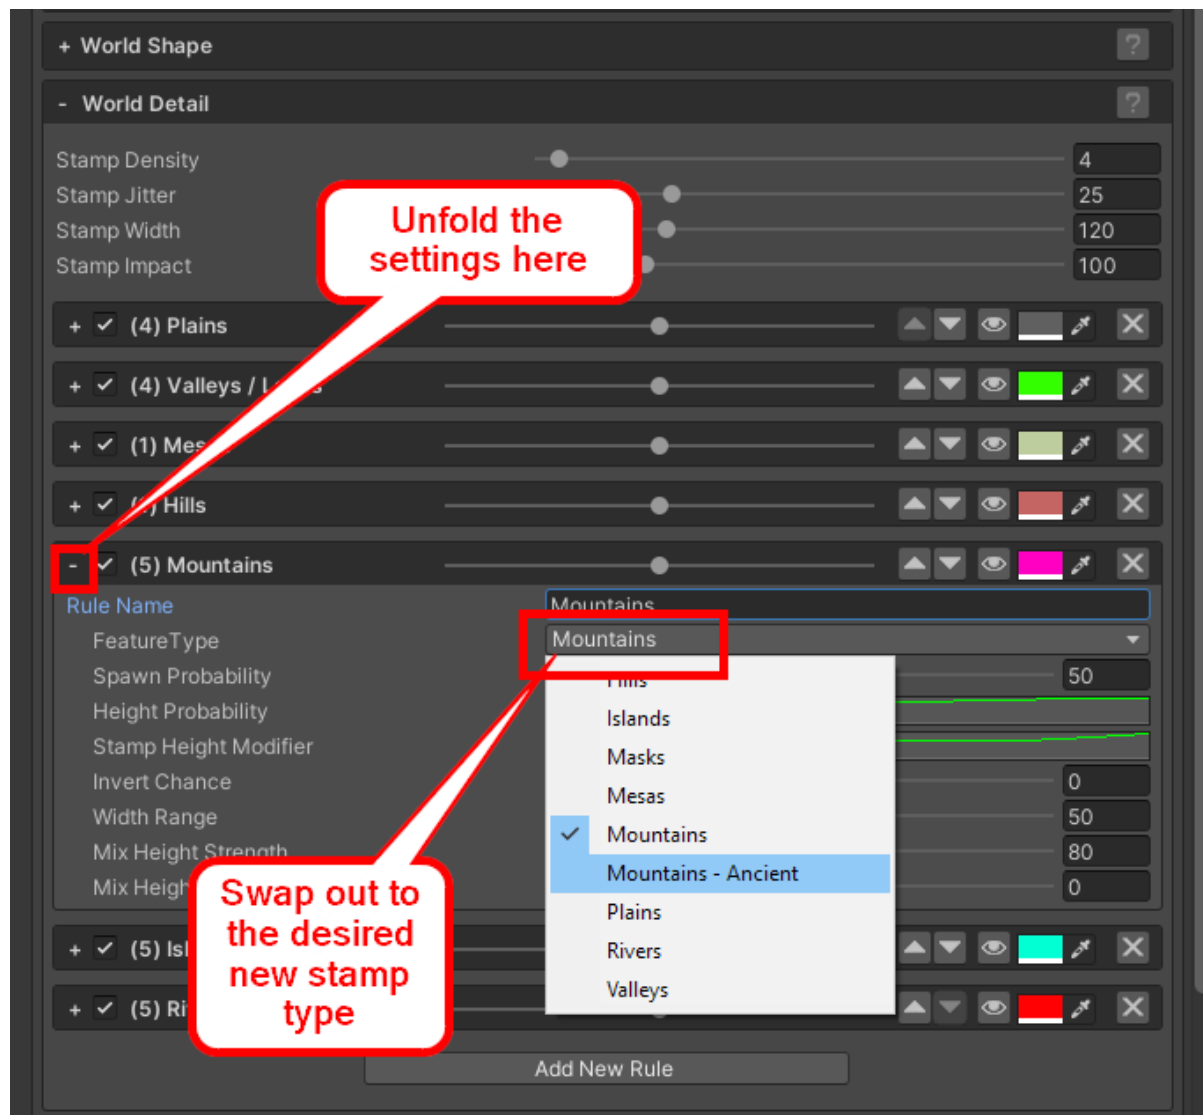 + World Shape ?
- World Detail ?
Stamp Density 4
Stamp Jitter 25
Stamp Width 120
Stamp Impact 100
Unfold the
settings here
+ (4) Plains
+ (4) Valleys /
+ (1)
+ Hills
- (5) Mountains
Rule Name Mountains
FeatureType Mountains
Spawn Probability 50
Height Probability
Stamp Height Modifier
Invert Chance 0
Width Range 50
Mix Height Strength 80
Mix 0
Hills
Islands
Masks
Mesas
Mountains
Mountains - Ancient
Plains
Rivers
Valleys
Swap out to
the desired
new stamp
type
+ (5)
+ (5)
Add New Rule